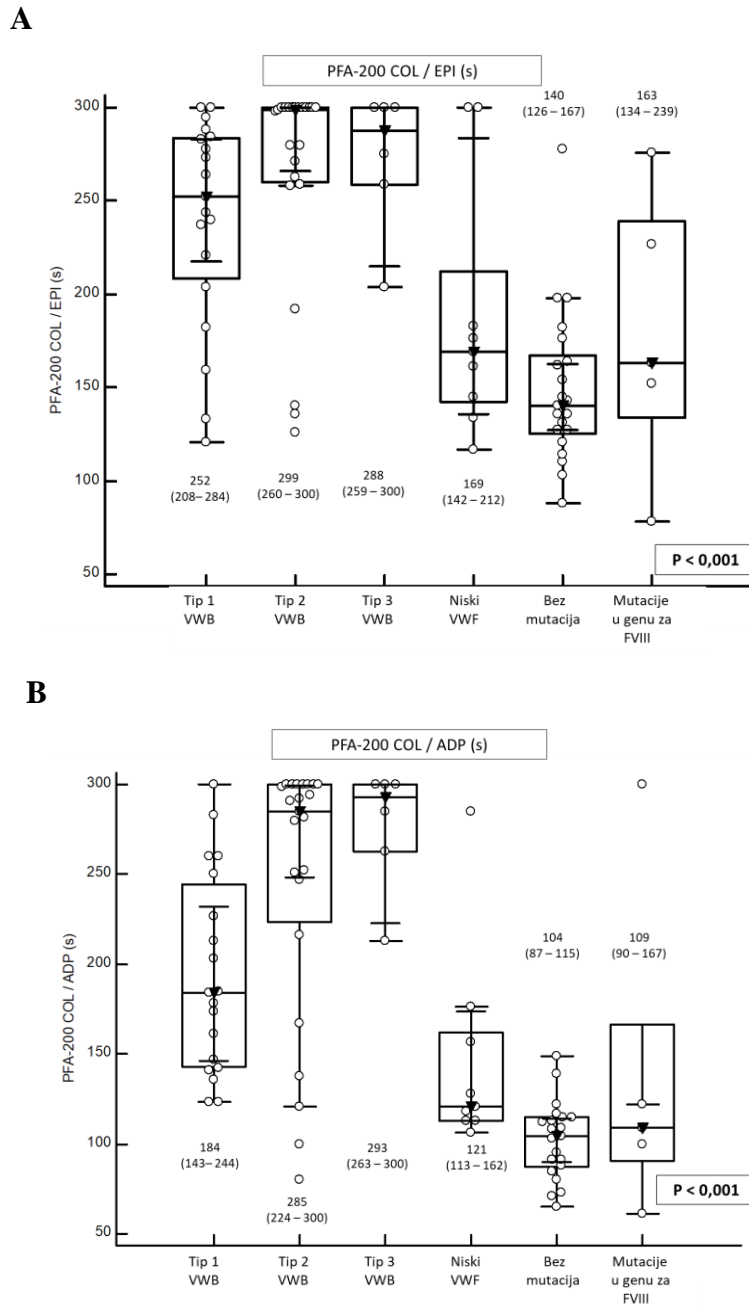 A
PFA-200 COL / EPI (s)
140
(126 – 167)
163
(134 – 239)
300
250
200
150
100
50
PFA-200 COL / EPI (s)
252
(208 – 284)
299
(260 – 300)
288
(259 – 300)
169
(142 – 212)
P < 0,001
Tip 1
VWB
Tip 2
VWB
Tip 3
VWB
Niski
VWF
Bez
mutacija
Mutacije
u genu za
FVIII
B
PFA-200 COL / ADP (s)
300
250
200
150
100
50
PFA-200 COL / ADP (s)
104
(87 – 115)
109
(90 – 167)
184
(143 – 244)
285
(224 – 300)
293
(263 – 300)
121
(113 – 162)
P < 0,001
Tip 1
VWB
Tip 2
VWB
Tip 3
VWB
Niski
VWF
Bez
mutacija
Mutacije
u genu za
FVIII